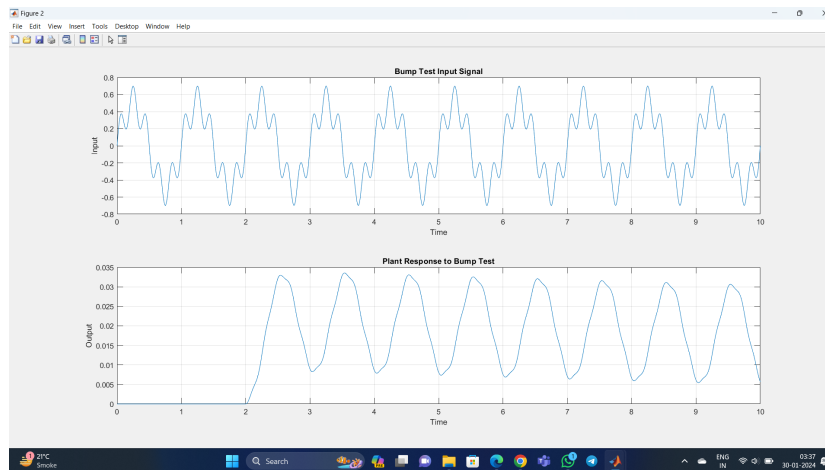 Figure 2
File Edit View Insert Tools Desktop Window Help
Bump Test Input Signal
0.8
0.6
0.4
0.2
0
-0.2
-0.4
-0.6
-0.8
Input
0 1 2 3 4 5 6 7 8 9 10
Time
Plant Response to Bump Test
0.035
0.03
0.025
0.02
0.015
0.01
0.005
0
Output
0 1 2 3 4 5 6 7 8 9 10
Time
1
21°C
Smoke
Search
1
ENG
IN
03:37
30-01-2024